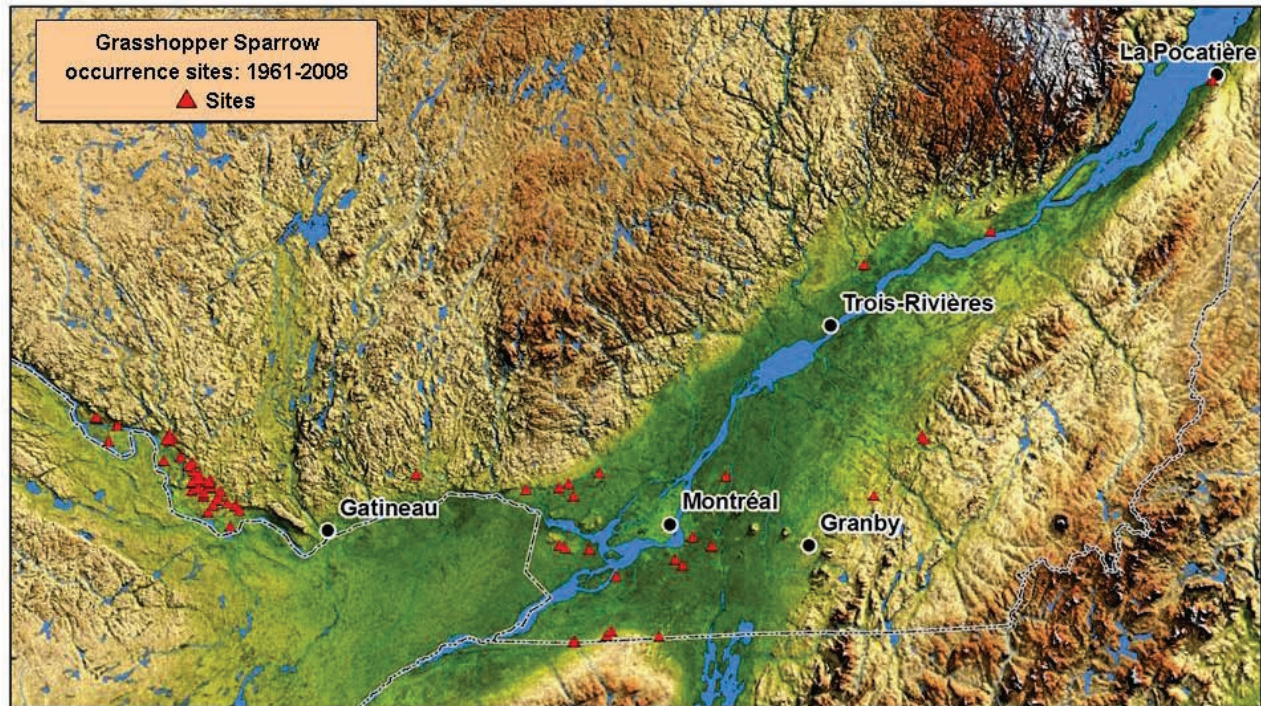 Grasshopper Sparrow
occurrence sites: 1961-2008
Sites
La Pocatière
Trois-Rivières
Gatineau
Montréal
Granby